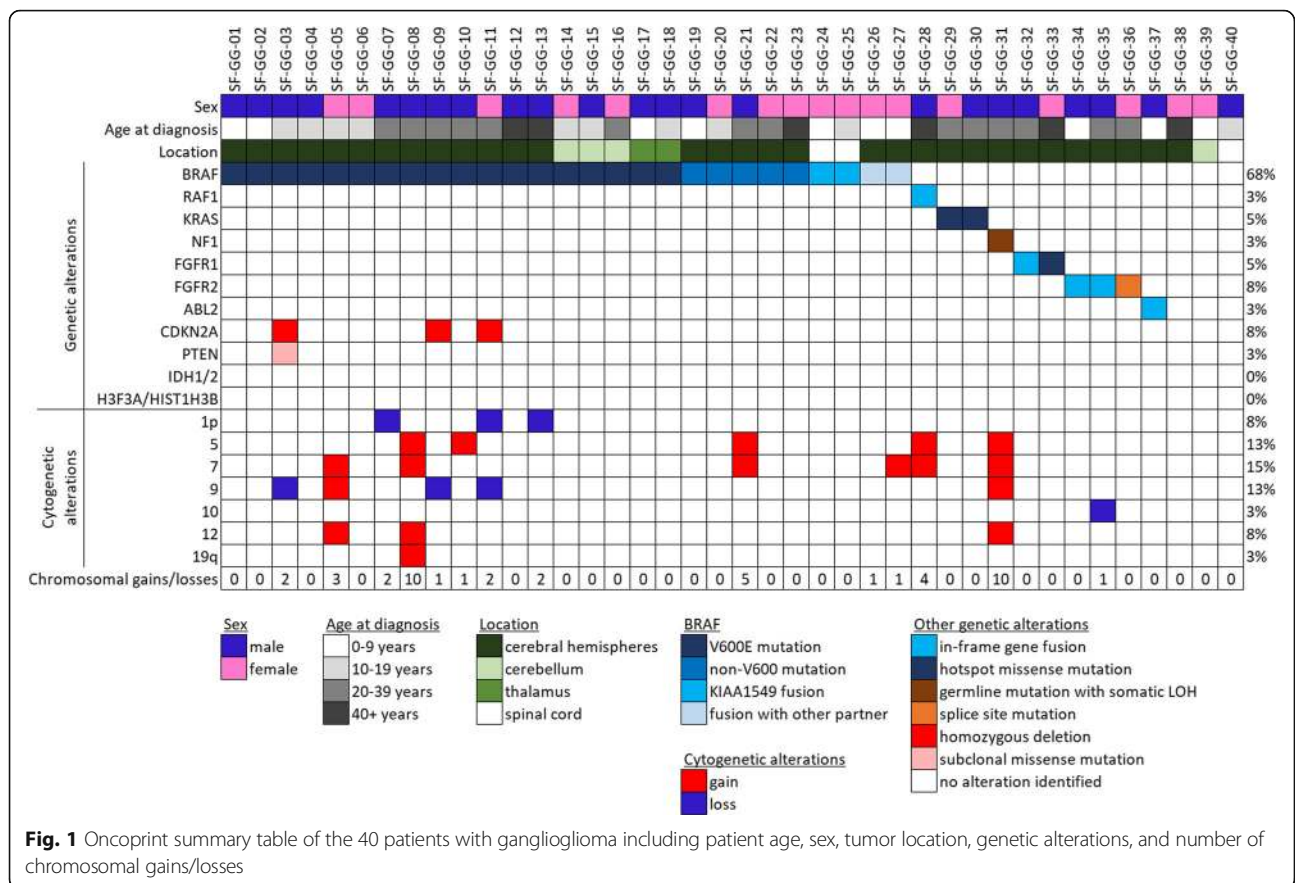 SF-GG-01 SF-GG-02 SF-GG-03 SF-GG-04 SF-GG-05 SF-GG-06 SF-GG-07 SF-GG-08 SF-GG-09 SF-GG-10 SF-GG-11 SF-GG-12 SF-GG-13 SF-GG-14 SF-GG-15 SF-GG-16 SF-GG-17 SF-GG-18 SF-GG-19 SF-GG-20 SF-GG-21 SF-GG-22 SF-GG-23 SF-GG-24 SF-GG-25 SF-GG-26 SF-GG-27 SF-GG-28 SF-GG-29 SF-GG-30 SF-GG-31 SF-GG-32 SF-GG-33 SF-GG-34 SF-GG-35 SF-GG-36 SF-GG-37 SF-GG-38 SF-GG-39 SF-GG-40
Sex
Age at diagnosis
Location
Genetic alterations
BRAF 68%
RAF1 3%
KRAS 5%
NF1 3%
FGFR1 5%
FGFR2 8%
ABL2 3%
CDKN2A 8%
PTEN 3%
IDH1/2 0%
H3F3A/HIST1H3B 0%
Cytogenetic
alterations
1p 8%
5 13%
7 15%
9 13%
10 3%
12 8%
19q 3%
Chromosomal gains/losses 0 0 2 0 3 0 2 10 1 1 2 0 2 0 0 0 0 0 0 0 5 0 0 0 0 1 1 4 0 0 10 0 0 0 1 0 0 0 0 0
Sex
male
female
Age at diagnosis
0-9 years
10-19 years
20-39 years
40+ years
Location
cerebral hemispheres
cerebellum
thalamus
spinal cord
BRAF
V600E mutation
non-V600 mutation
KIAA1549 fusion
fusion with other partner
Cytogenetic alterations
gain
loss
Other genetic alterations
in-frame gene fusion
hotspot missense mutation
germline mutation with somatic LOH
splice site mutation
homozygous deletion
subclonal missense mutation
no alteration identified
Fig. 1 Oncoprint summary table of the 40 patients with ganglioglioma including patient age, sex, tumor location, genetic alterations, and number of
chromosomal gains/losses